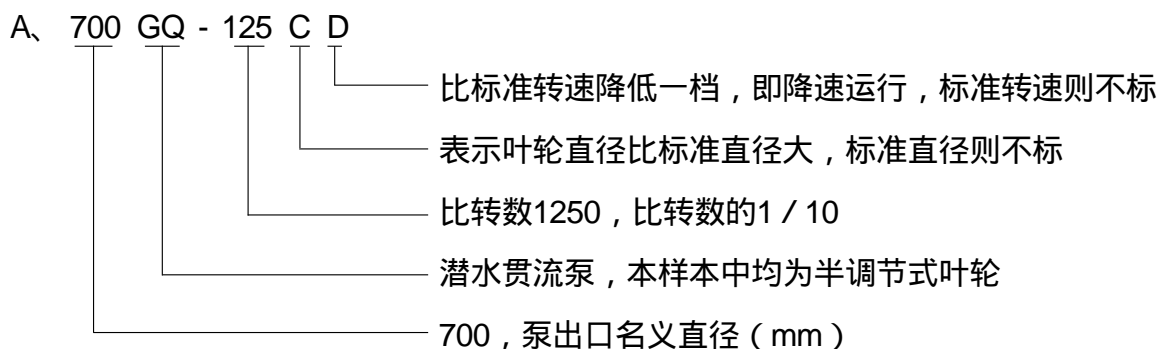 A、 700 GQ - 125 C D
比标准转速降低一档，即降速运行，标准转速则不标
表示叶轮直径比标准直径大，标准直径则不标
比转数1250，比转数的1／10
潜水贯流泵，本样本中均为半调节式叶轮
700，泵出口名义直径（mm）